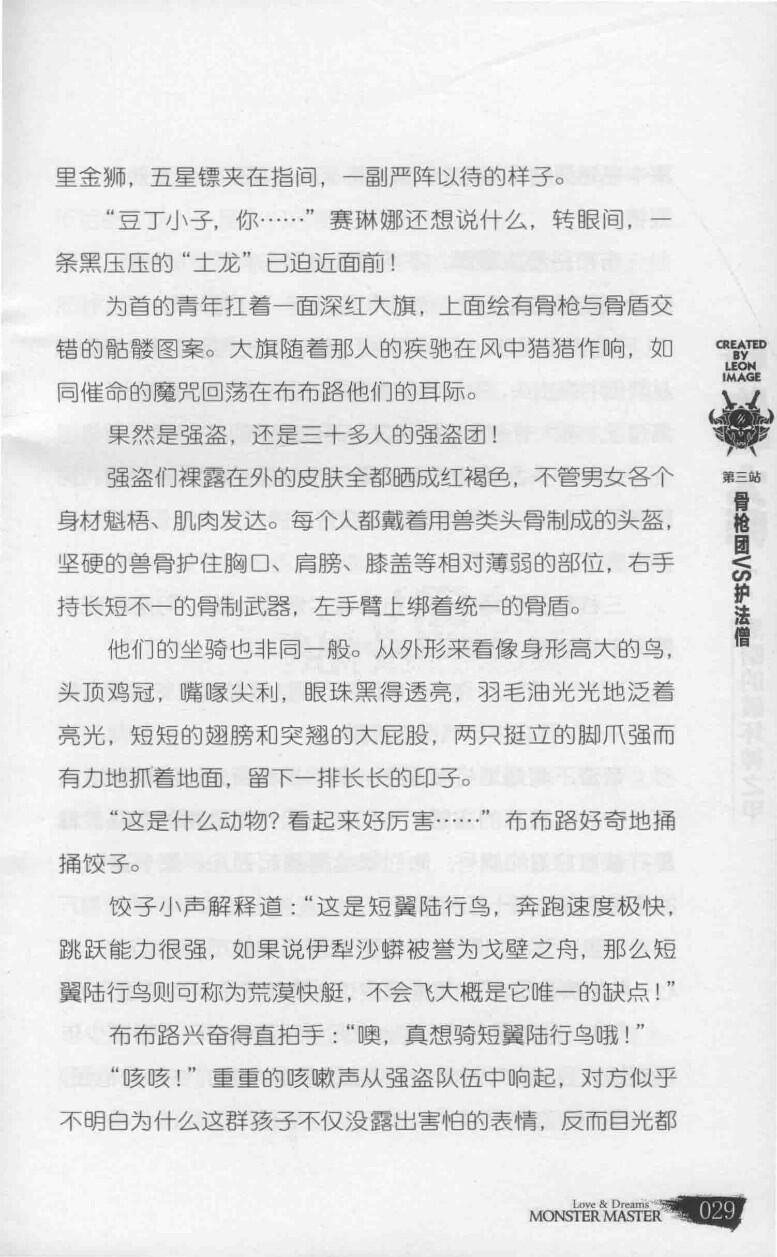 里金狮，五星镖夹在指间，一副严阵以待的样子。
“豆丁小子，你……”赛琳娜还想说什么，转眼间，一
条黑压压的“土龙”已迫近面前！
为首的青年扛着一面深红大旗，上面绘有骨枪与骨盾交
错的骷髅图案。大旗随着那人的疾驰在风中猎猎作响，如
同催命的魔咒回荡在布布路他们的耳际。
果然是强盗，还是三十多人的强盗团！
强盗们裸露在外的皮肤全都晒成红褐色，不管男女各个
身材魁梧、肌肉发达。每个人都戴着用兽类头骨制成的头盔，
坚硬的兽骨护住胸口、肩膀、膝盖等相对薄弱的部位，右手
持长短不一的骨制武器，左手臂上绑着统一的骨盾。
他们的坐骑也非同一般。从外形来看像身形高大的鸟，
头顶鸡冠，嘴喙尖利，眼珠黑得透亮，羽毛油光光地泛着
亮光，短短的翅膀和突翘的大屁股，两只挺立的脚爪强而
有力地抓着地面，留下一排长长的印子。
“这是什么动物？看起来好厉害……”布布路好奇地捅
捅饺子。
饺子小声解释道：“这是短翼陆行鸟，奔跑速度极快，
跳跃能力很强，如果说伊犁沙蟒被誉为戈壁之舟，那么短
翼陆行鸟则可称为荒漠快艇，不会飞大概是它唯一的缺点！”
布布路兴奋得直拍手：“噢，真想骑短翼陆行鸟哦！”
“咳咳！”重重的咳嗽声从强盗队伍中响起，对方似乎
不明白为什么这群孩子不仅没露出害怕的表情，反而目光都
CREATED
BY
LEON
IMAGE
第三站
骨枪团VS护法僧
Love & Dreams
MONSTER MASTER
029